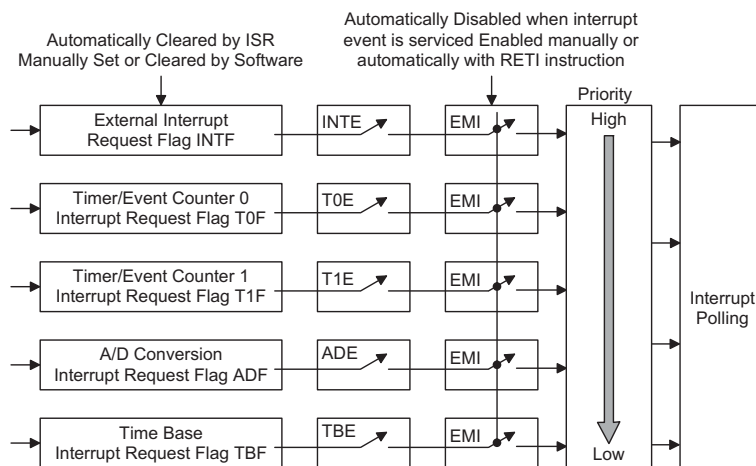 Automatically Cleared by ISR
Manually Set or Cleared by Software
Automatically Disabled when interrupt
event is serviced Enabled manually or
automatically with RETI instruction
Priority
External Interrupt
Request Flag INTF
INTE
EMI
High
Timer/Event Counter 0
Interrupt Request Flag T0F
T0E
EMI
Timer/Event Counter 1
Interrupt Request Flag T1F
T1E
EMI
Interrupt
Polling
A/D Conversion
Interrupt Request Flag ADF
ADE
EMI
Time Base
Interrupt Request Flag TBF
TBE
EMI
Low